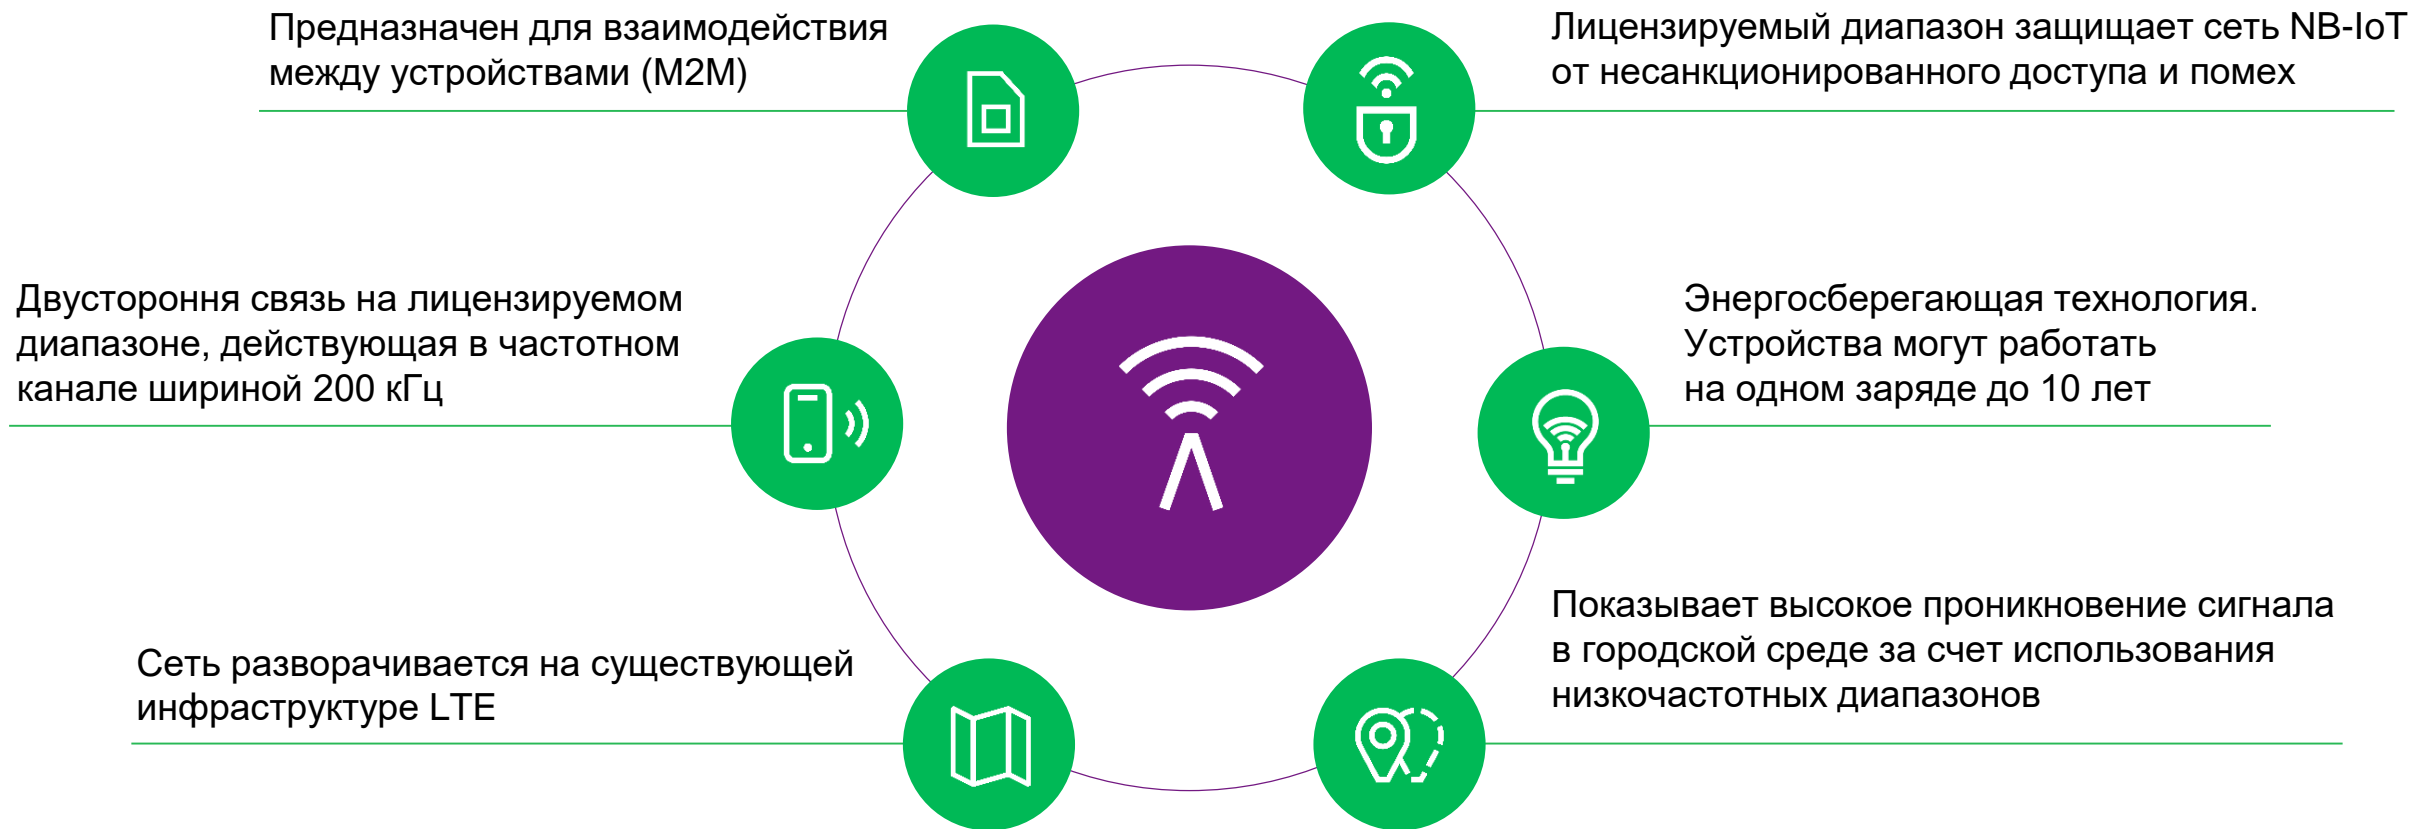 Предназначен для взаимодействия
между устройствами (M2M)
Лицензируемый диапазон защищает сеть NB-IoT
от несанкционированного доступа и помех
Двустороння связь на лицензируемом
диапазоне, действующая в частотном
канале шириной 200 кГц
Энергосберегающая технология.
Устройства могут работать
на одном заряде до 10 лет
Сеть разворачивается на существующей
инфраструктуре LTE
Показывает высокое проникновение сигнала
в городской среде за счет использования
низкочастотных диапазонов